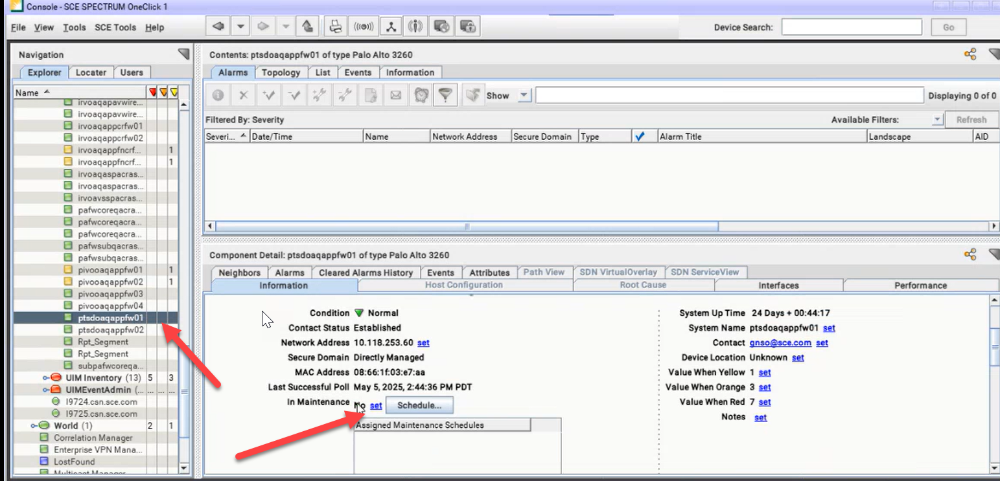 Console - SCE SPECTRUM OneClick 1
File View Tools SCE Tools Help
Device Search:
Go
Navigation
Explorer Locater Users
Name
irvoaqapavwire...
irvoaqapavwire...
irvoaqappcrfw01
irvoaqappcrfw02
irvoaqappfncrf... 1
irvoaqappfncrf... 1
irvoaqaspacras...
irvoaqaspacras...
irvoavsspacras...
pafwcoreqacra...
pafwcoreqacra...
pafwcoreqacra...
pafwsubqacras...
pafwsubqacras...
pivooaqappfw01 1
pivooaqappfw02 1
pivooaqappfw03
pivooaqappfw04
ptsdoaqappfw01
ptsdoaqappfw02
Rpt_Segment
Rpt_Segment
subpafwcoreqa...
UIM Inventory (13) 5 3
UIMEventAdmin (... ... ... ...
l9724.csn.sce.com
l9725.csn.sce.com
World (1) 2 1
Correlation Manager
Enterprise VPN Mana...
LostFound
Multicast Manager
Contents: ptsdoaqappfw01 of type Palo Alto 3260
Alarms Topology List Events Information
Show
Displaying 0 of 0
Filtered By: Severity
Available Filters:
Refresh
Severi... Date/Time Name Network Address Secure Domain Type Alarm Title Landscape AID
Component Detail: ptsdoaqappfw01 of type Palo Alto 3260
Neighbors Alarms Cleared Alarms History Events Attributes Path View SDN VirtualOverlay SDN ServiceView
Information Host Configuration Root Cause Interfaces Performance
Condition Normal
Contact Status Established
Network Address 10.118.253.60 set
Secure Domain Directly Managed
MAC Address 08:66:1f:03:e7:aa
Last Successful Poll May 5, 2025, 2:44:36 PM PDT
In Maintenance No set Schedule...
Assigned Maintenance Schedules
System Up Time 24 Days + 00:44:17
System Name ptsdoaqappfw01 set
Contact gnso@sce.com set
Device Location Unknown set
Value When Yellow 1 set
Value When Orange 3 set
Value When Red 7 set
Notes set